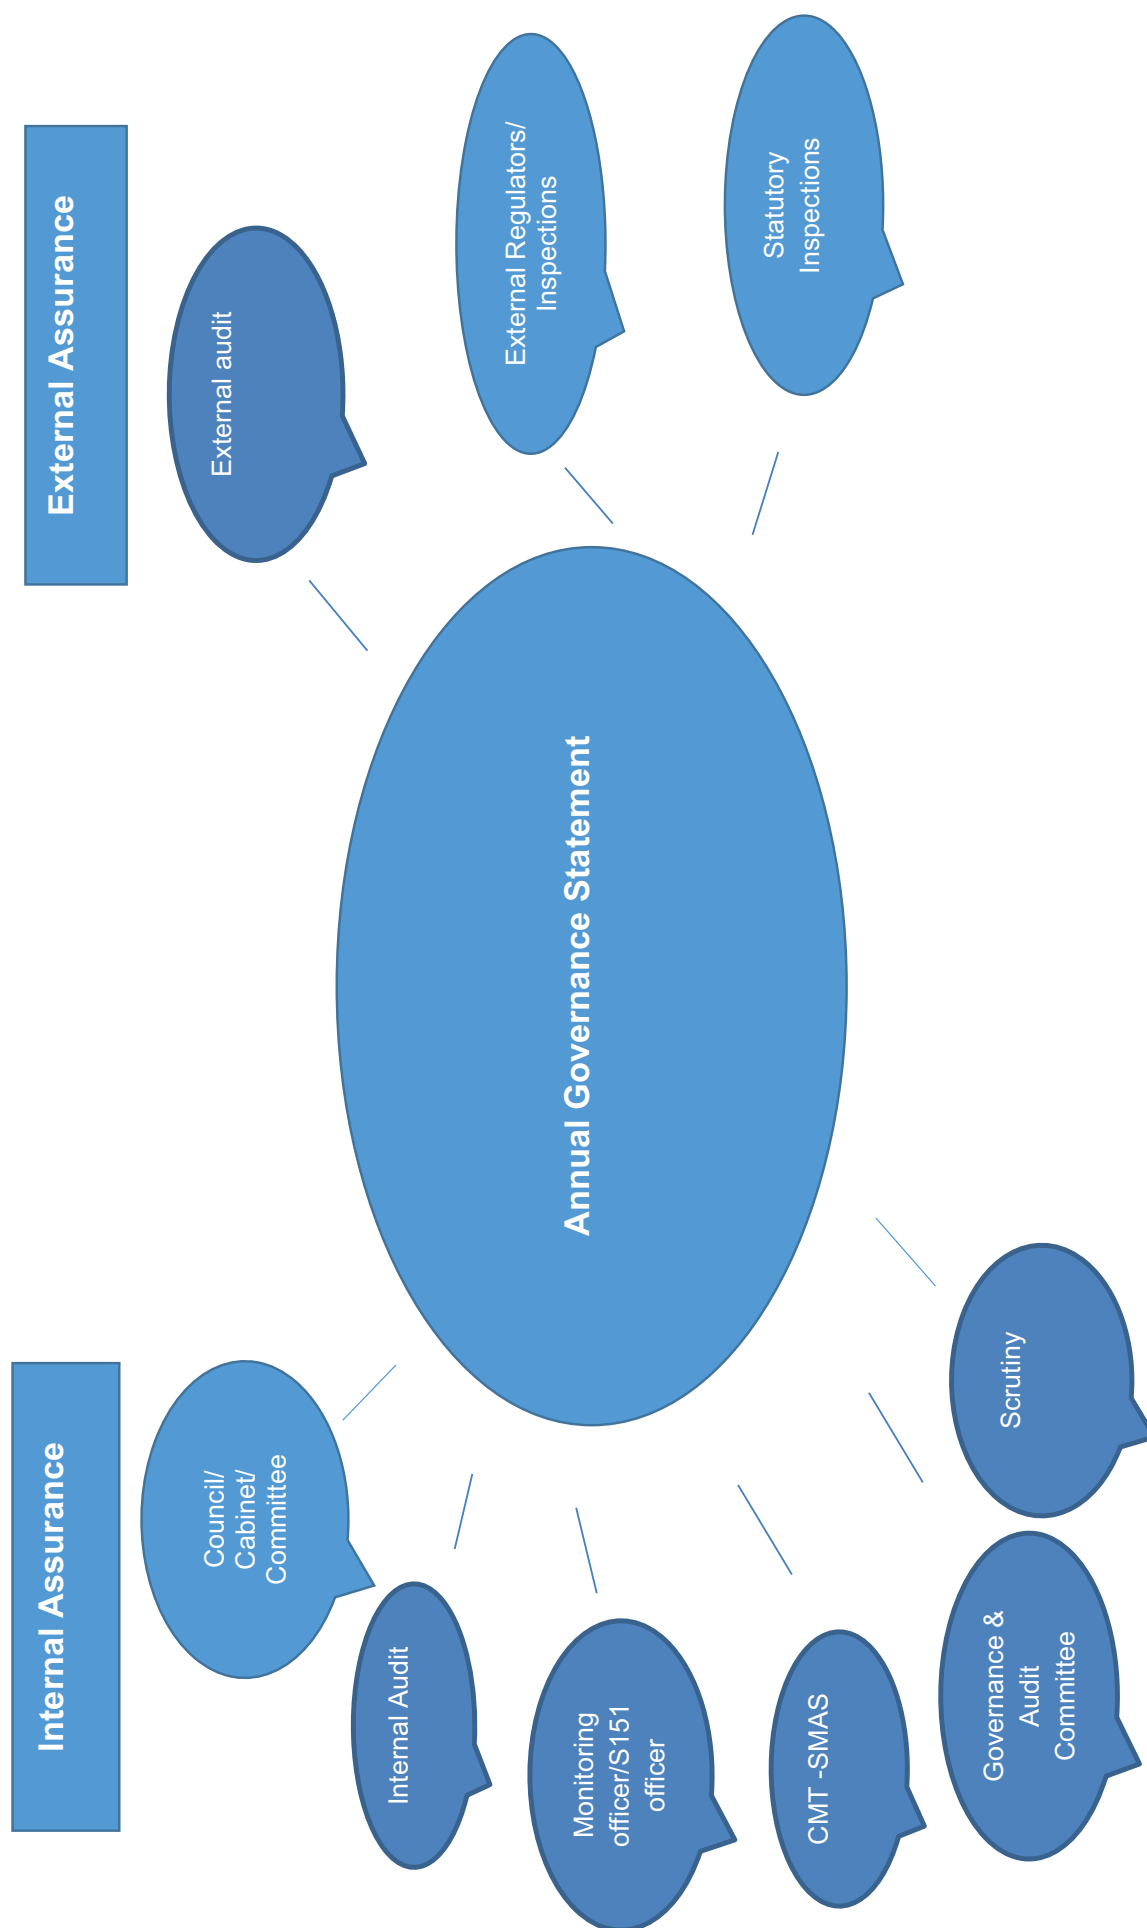 Internal Assurance
External Assurance
Council/
Cabinet/
Committee
External audit
Internal Audit
External Regulators/
Inspections
Annual Governance Statement
Monitoring
officer/S151
officer
Statutory
Inspections
CMT -SMAS
Governance &
Audit
Committee
Scrutiny